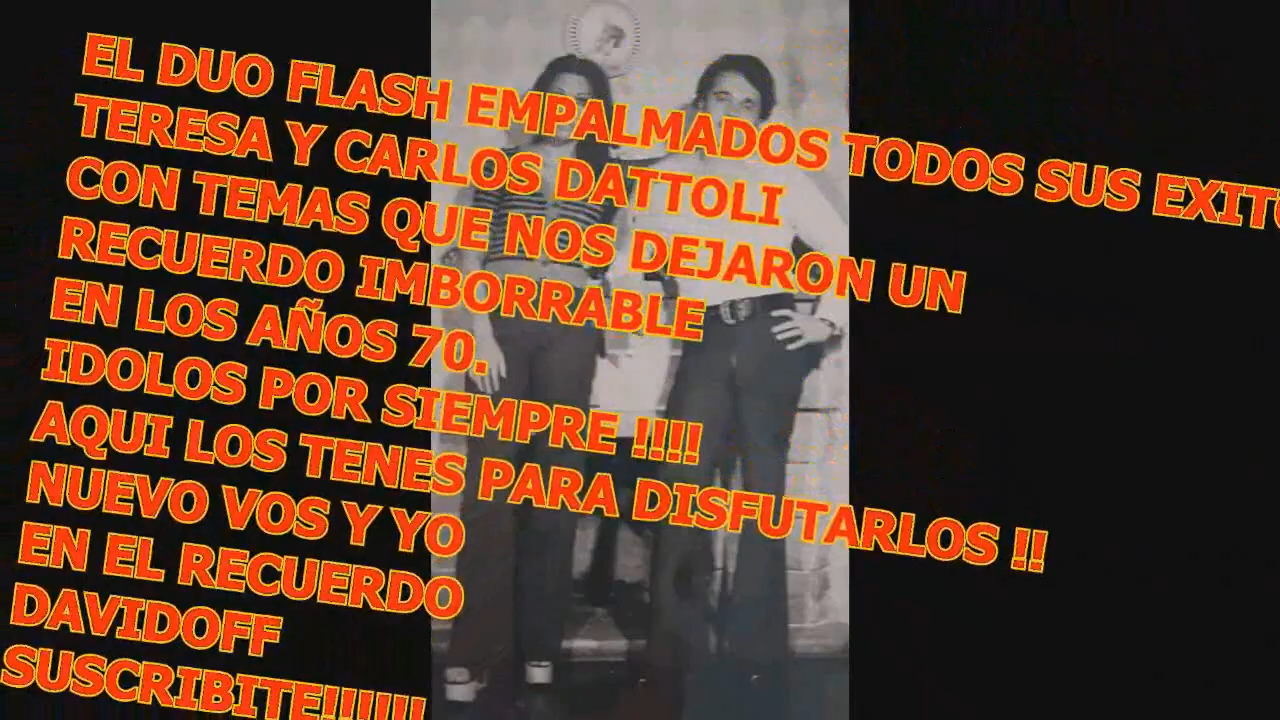 EL DUO FLASH EMPALMADOS TODOS SUS EXITO
TERESA Y CARLOS DATTOLI
CON TEMAS QUE NOS DEJARON UN
RECUERDO IMBORRABLE
EN LOS AÑOS 70.
IDOLOS POR SIEMPRE !!!!
AQUI LOS TENES PARA DISFUTARLOS !!
NUEVO VOS Y YO
EN EL RECUERDO
DAVIDOFF
SUSCRIBITE!!!!!!